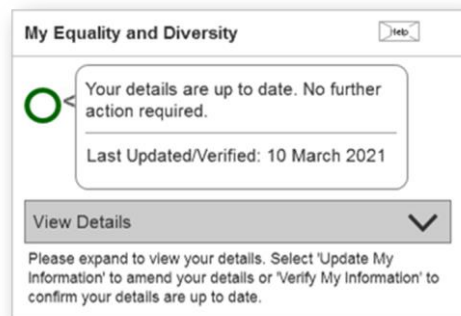 My Equality and Diversity
Help
Your details are up to date. No further
action required.
Last Updated/Verified: 10 March 2021
View Details
Please expand to view your details. Select 'Update My
Information' to amend your details or 'Verify My Information' to
confirm your details are up to date.